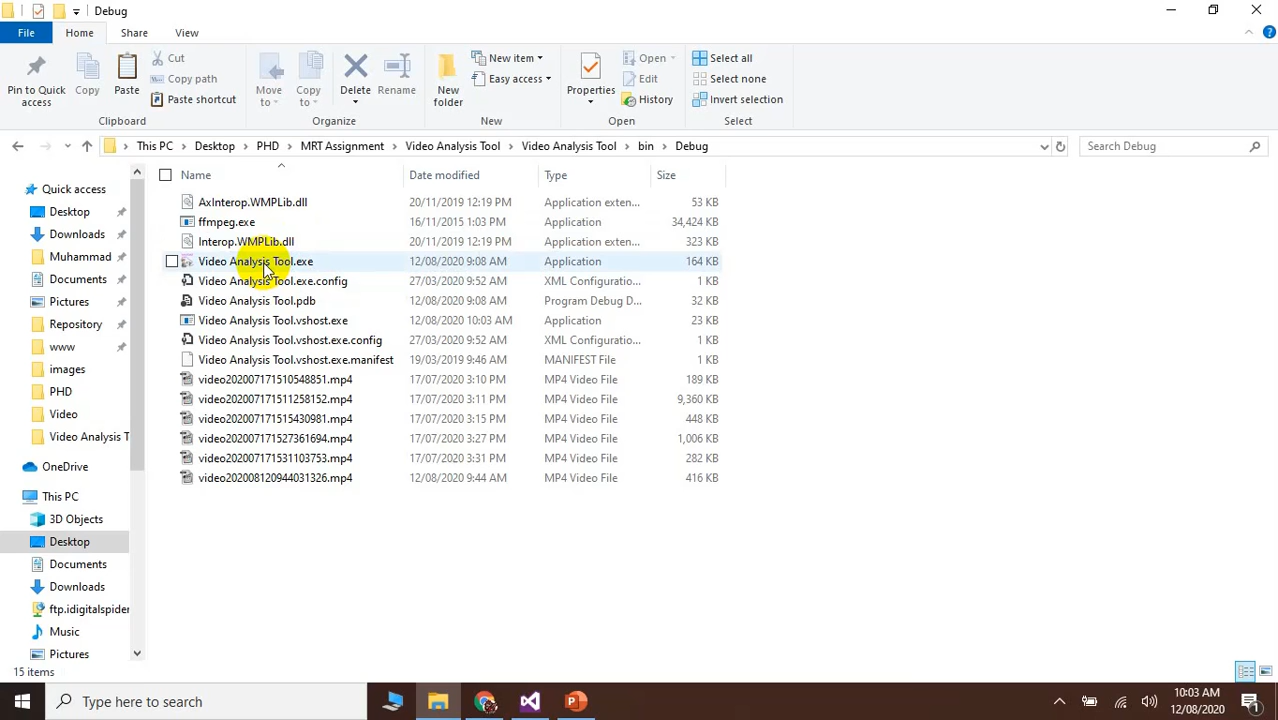 Debug
File Home Share View
Pin to Quick access
Copy
Paste
Cut
Copy path
Paste shortcut
Clipboard
Move to
Copy to
Delete
Rename
Organize
New folder
New item
Easy access
New
Properties
Open
Edit
History
Open
Select all
Select none
Invert selection
Select
This PC > Desktop > PHD > MRT Assignment > Video Analysis Tool > Video Analysis Tool > bin > Debug
Search Debug
Quick access
Desktop
Downloads
Muhammad
Documents
Pictures
Repository
www
images
PHD
Video
Video Analysis T
OneDrive
This PC
3D Objects
Desktop
Documents
Downloads
ftp.idigitalspider
Music
Pictures
Name Date modified Type Size
AxInterop.WMPLib.dll 20/11/2019 12:19 PM Application exten... 53 KB
ffmpeg.exe 16/11/2015 1:03 PM Application 34,424 KB
Interop.WMPLib.dll 20/11/2019 12:19 PM Application exten... 323 KB
Video Analysis Tool.exe 12/08/2020 9:08 AM Application 164 KB
Video Analysis Tool.exe.config 27/03/2020 9:52 AM XML Configuratio... 1 KB
Video Analysis Tool.pdb 12/08/2020 9:08 AM Program Debug D... 32 KB
Video Analysis Tool.vshost.exe 12/08/2020 10:03 AM Application 23 KB
Video Analysis Tool.vshost.exe.config 27/03/2020 9:52 AM XML Configuratio... 1 KB
Video Analysis Tool.vshost.exe.manifest 19/03/2019 9:46 AM MANIFEST File 1 KB
video202007171510548851.mp4 17/07/2020 3:10 PM MP4 Video File 189 KB
video202007171511258152.mp4 17/07/2020 3:11 PM MP4 Video File 9,360 KB
video202007171515430981.mp4 17/07/2020 3:15 PM MP4 Video File 448 KB
video202007171527361694.mp4 17/07/2020 3:27 PM MP4 Video File 1,006 KB
video202007171531103753.mp4 17/07/2020 3:31 PM MP4 Video File 282 KB
video202008120944031326.mp4 12/08/2020 9:44 AM MP4 Video File 416 KB
15 items
Type here to search
10:03 AM
12/08/2020
1